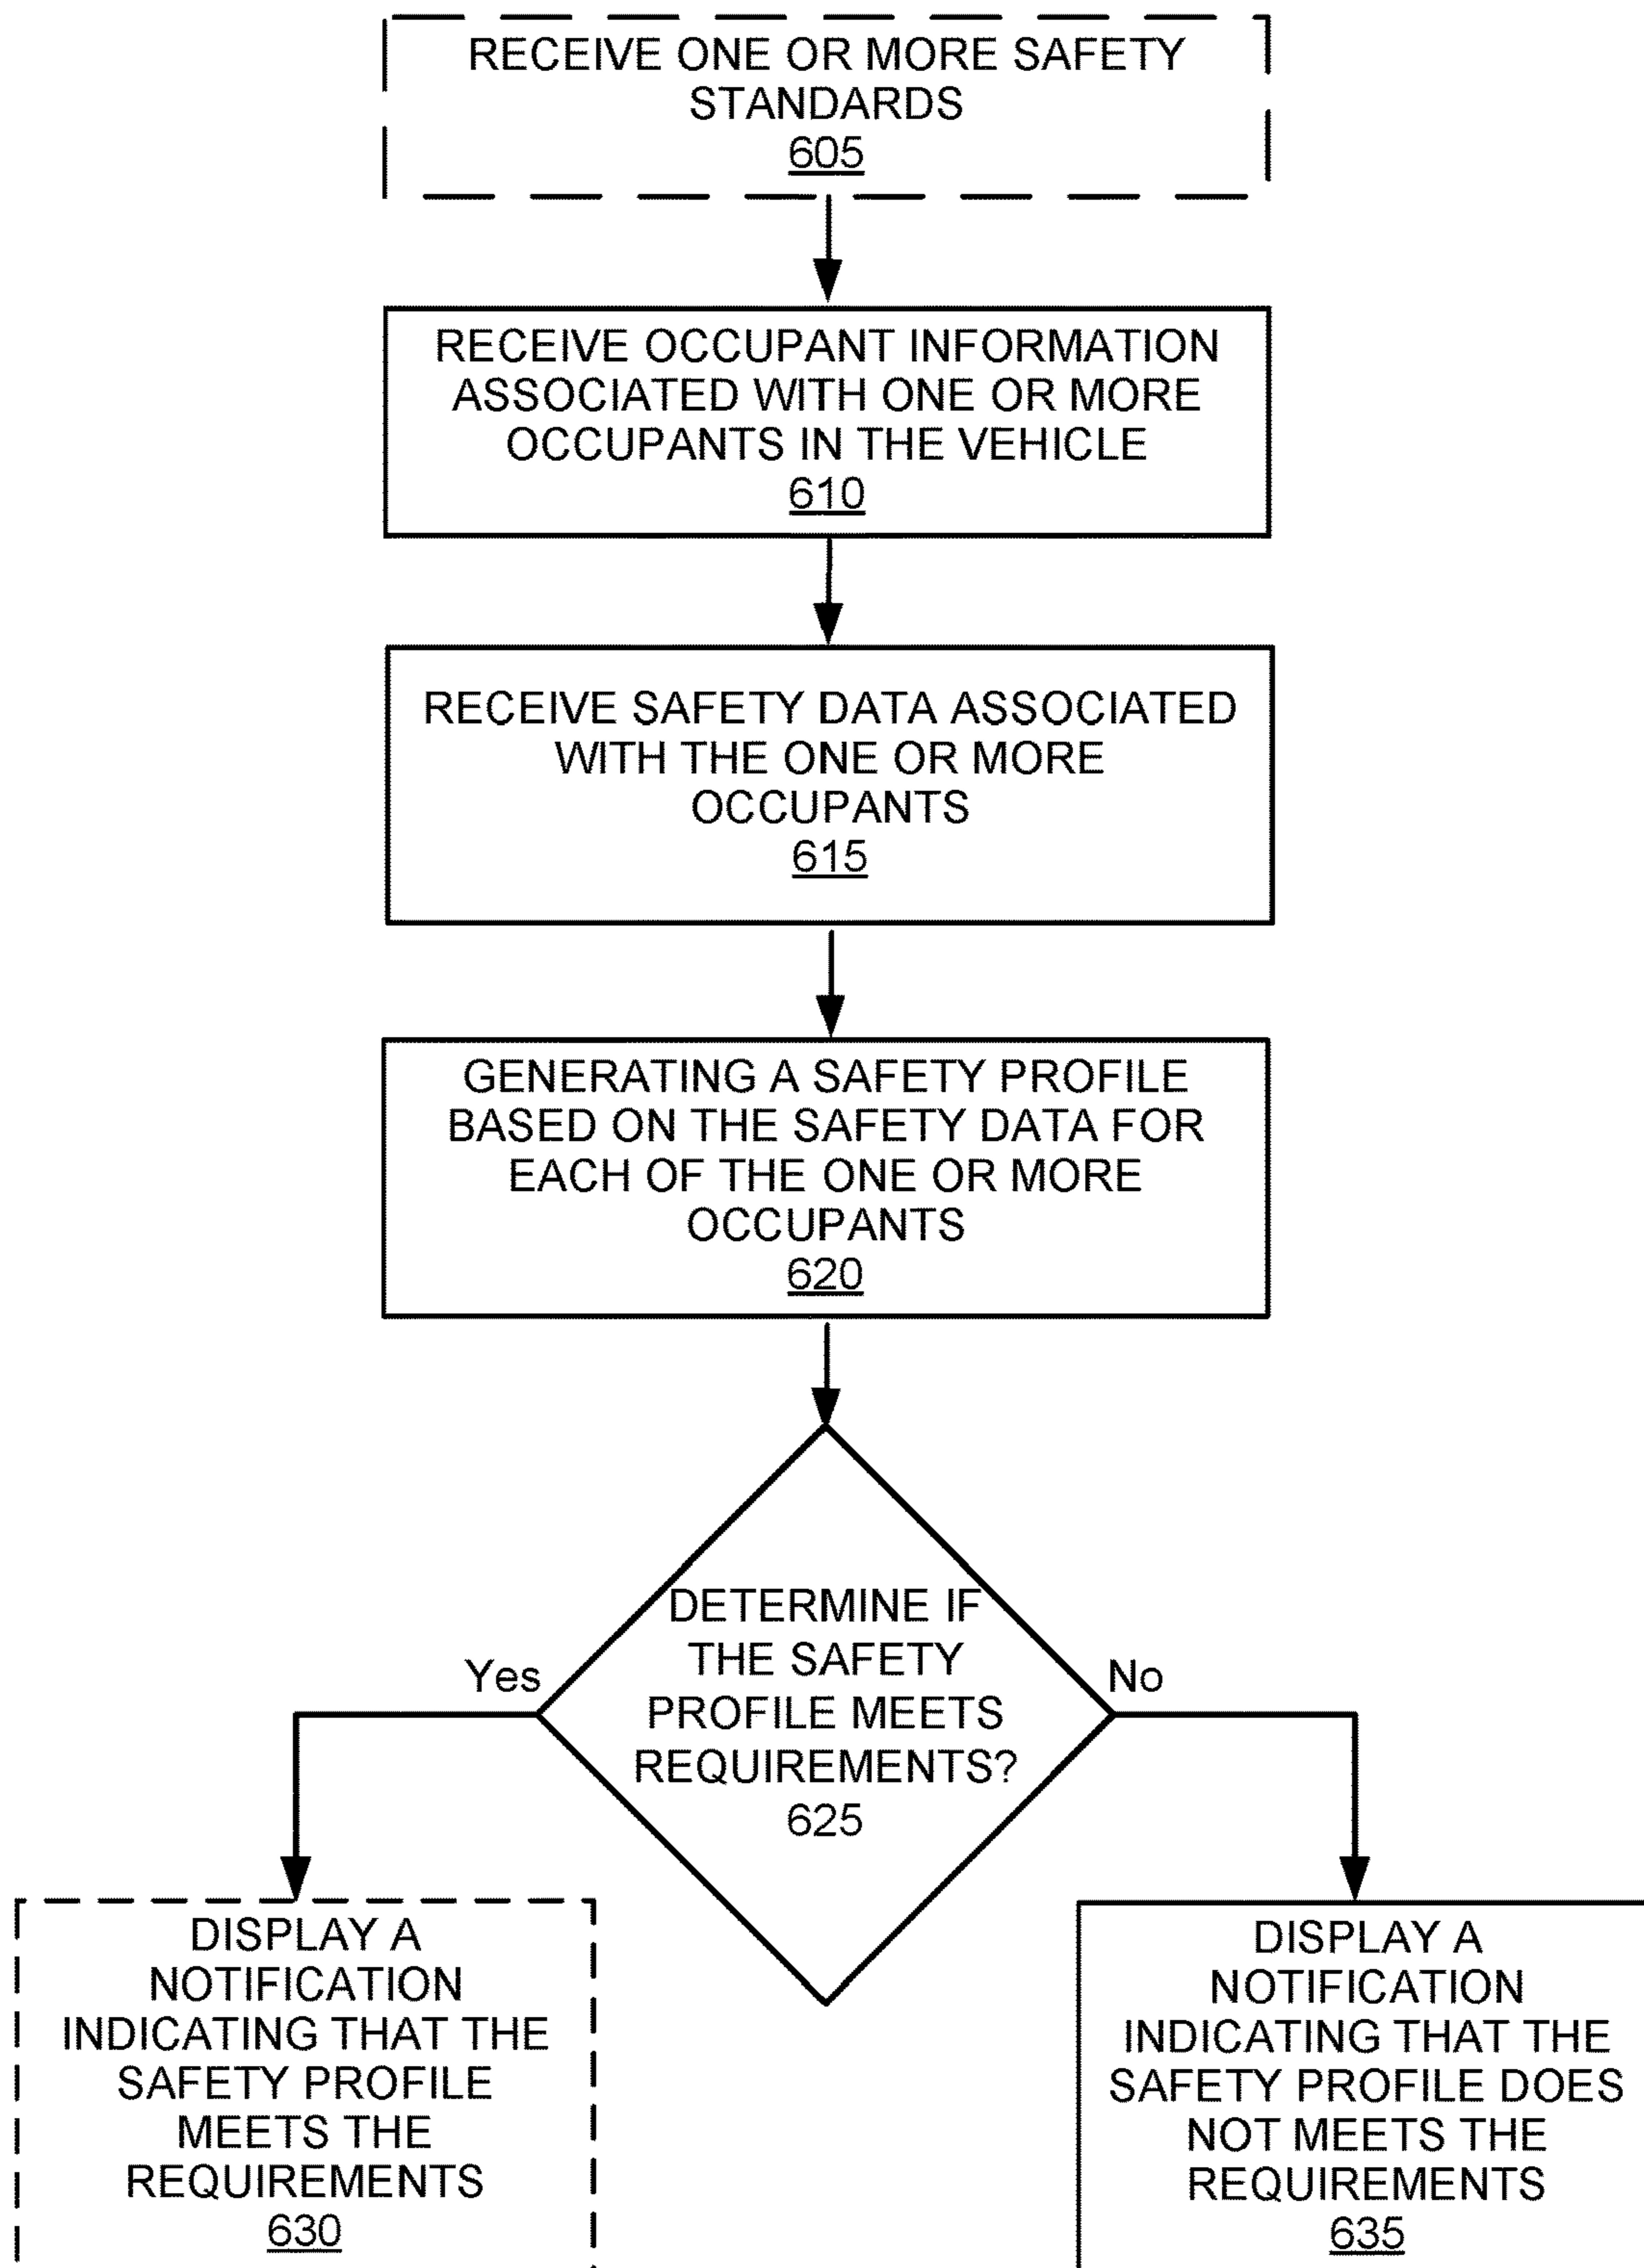 RECEIVE ONE OR MORE SAFETY
STANDARDS
605
RECEIVE OCCUPANT INFORMATION
ASSOCIATED WITH ONE OR MORE
OCCUPANTS IN THE VEHICLE
610
RECEIVE SAFETY DATA ASSOCIATED
WITH THE ONE OR MORE
OCCUPANTS
615
GENERATING A SAFETY PROFILE
BASED ON THE SAFETY DATA FOR
EACH OF THE ONE OR MORE
OCCUPANTS
620
DETERMINE IF
THE SAFETY
PROFILE MEETS
REQUIREMENTS?
625
Yes
No
DISPLAY A
NOTIFICATION
INDICATING THAT THE
SAFETY PROFILE
MEETS THE
REQUIREMENTS
630
DISPLAY A
NOTIFICATION
INDICATING THAT THE
SAFETY PROFILE DOES
NOT MEETS THE
REQUIREMENTS
635